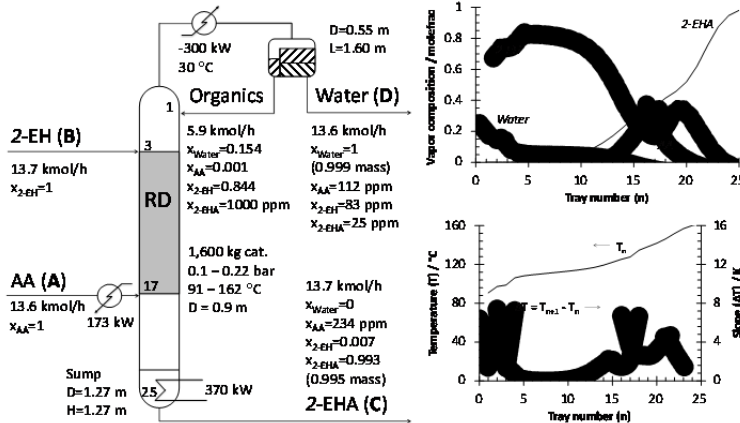 -300 kW
30 °C
D=0.55 m
L=1.60 m
1
Organics
Water (D)
2-EH (B)
13.7 kmol/h
x2-EH=1
3
RD
5.9 kmol/h
xWater=0.154
xAA=0.001
x2-EH=0.844
x2-EHA=1000 ppm
13.6 kmol/h
xWater=1
(0.999 mass)
xAA=112 ppm
x2-EH=83 ppm
x2-EHA=25 ppm
AA (A)
13.6 kmol/h
xAA=1
173 kW
17
1,600 kg cat.
0.1 – 0.22 bar
91 – 162 °C
D = 0.9 m
13.7 kmol/h
xWater=0
xAA=234 ppm
x2-EH=0.007
x2-EHA=0.993
(0.995 mass)
Sump
D=1.27 m
H=1.27 m
25
370 kW
2-EHA (C)
Vapor composition / molefrac
1
0.8
0.6
0.4
0.2
0
2-EHA
Water
0 5 10 15 20 25
Tray number (n)
Temperature (T) / °C
160
120
80
40
0
Tn
T = Tn+1 - Tn
16
12
8
4
0
Slope (ΔT) / K
0 5 10 15 20 25
Tray number (n)